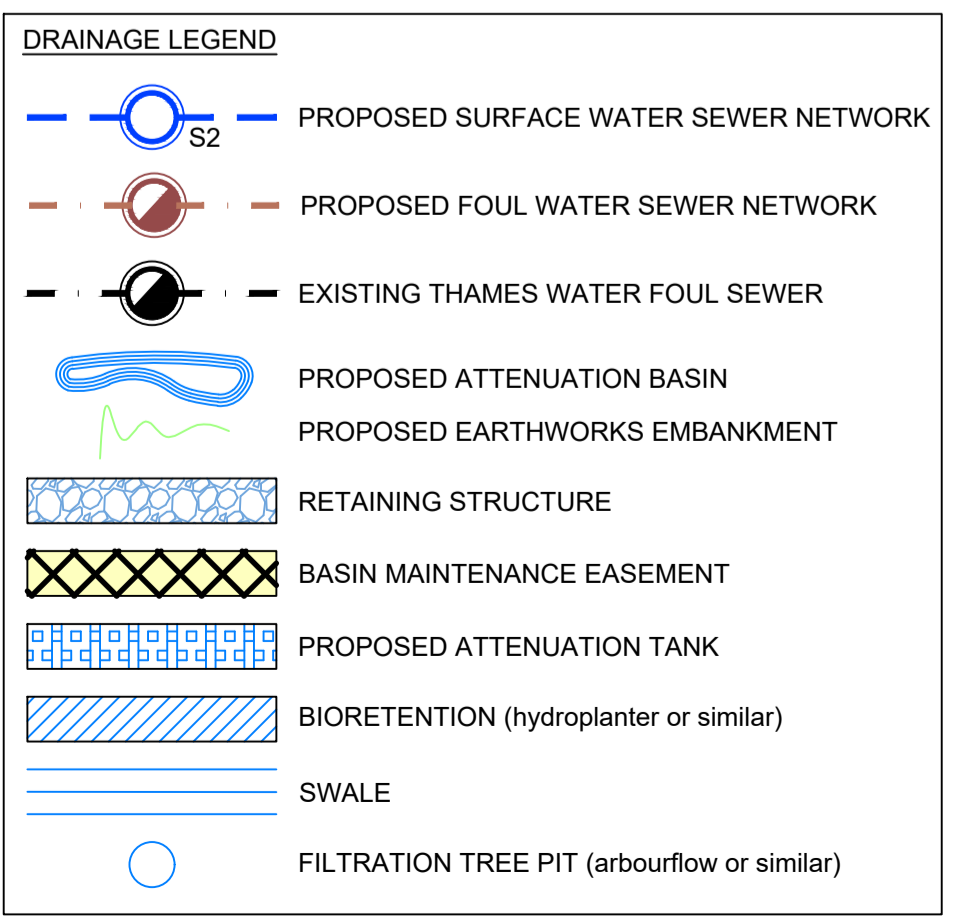 DRAINAGE LEGEND
PROPOSED SURFACE WATER SEWER NETWORK
S2
PROPOSED FOUL WATER SEWER NETWORK
EXISTING THAMES WATER FOUL SEWER
PROPOSED ATTENUATION BASIN
PROPOSED EARTHWORKS EMBANKMENT
RETAINING STRUCTURE
BASIN MAINTENANCE EASEMENT
PROPOSED ATTENUATION TANK
BIORETENTION (hydroplanter or similar)
SWALE
FILTRATION TREE PIT (arbourflow or similar)